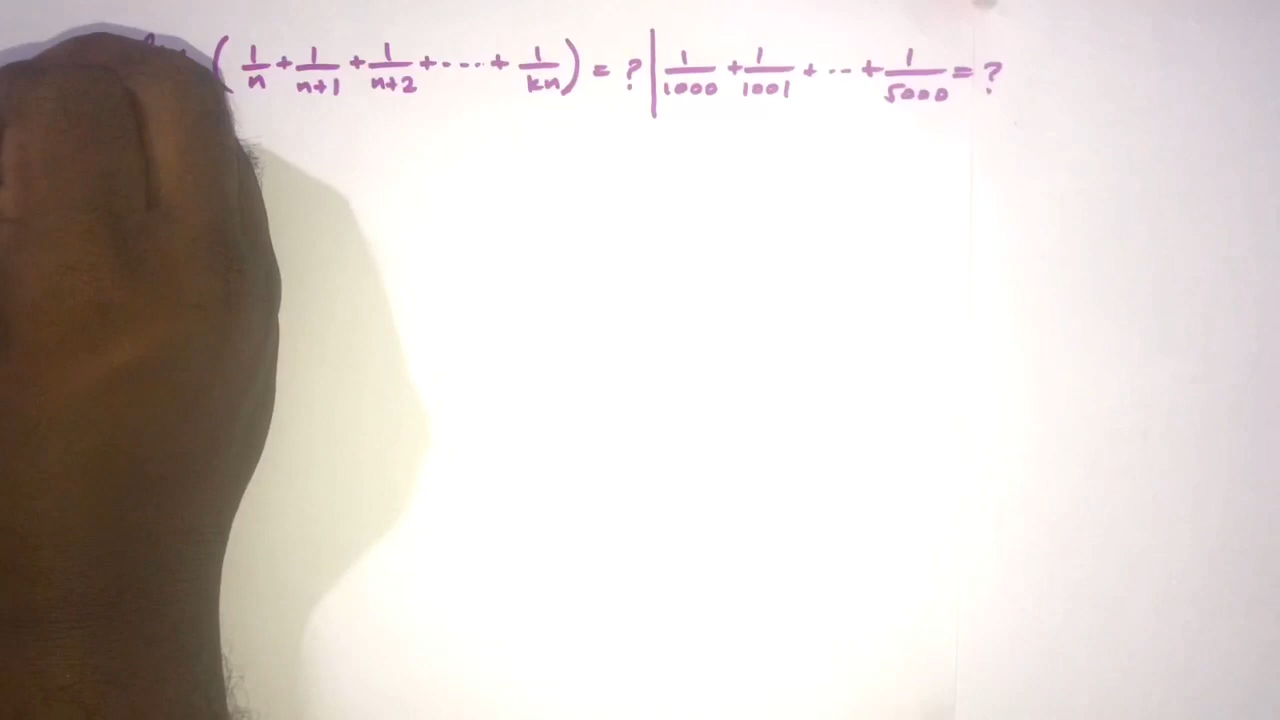 ( 1/n + 1/n+1 + 1/n+2 + .... + 1/kn ) = ? | 1/1000 + 1/1001 + ... + 1/5000 = ?